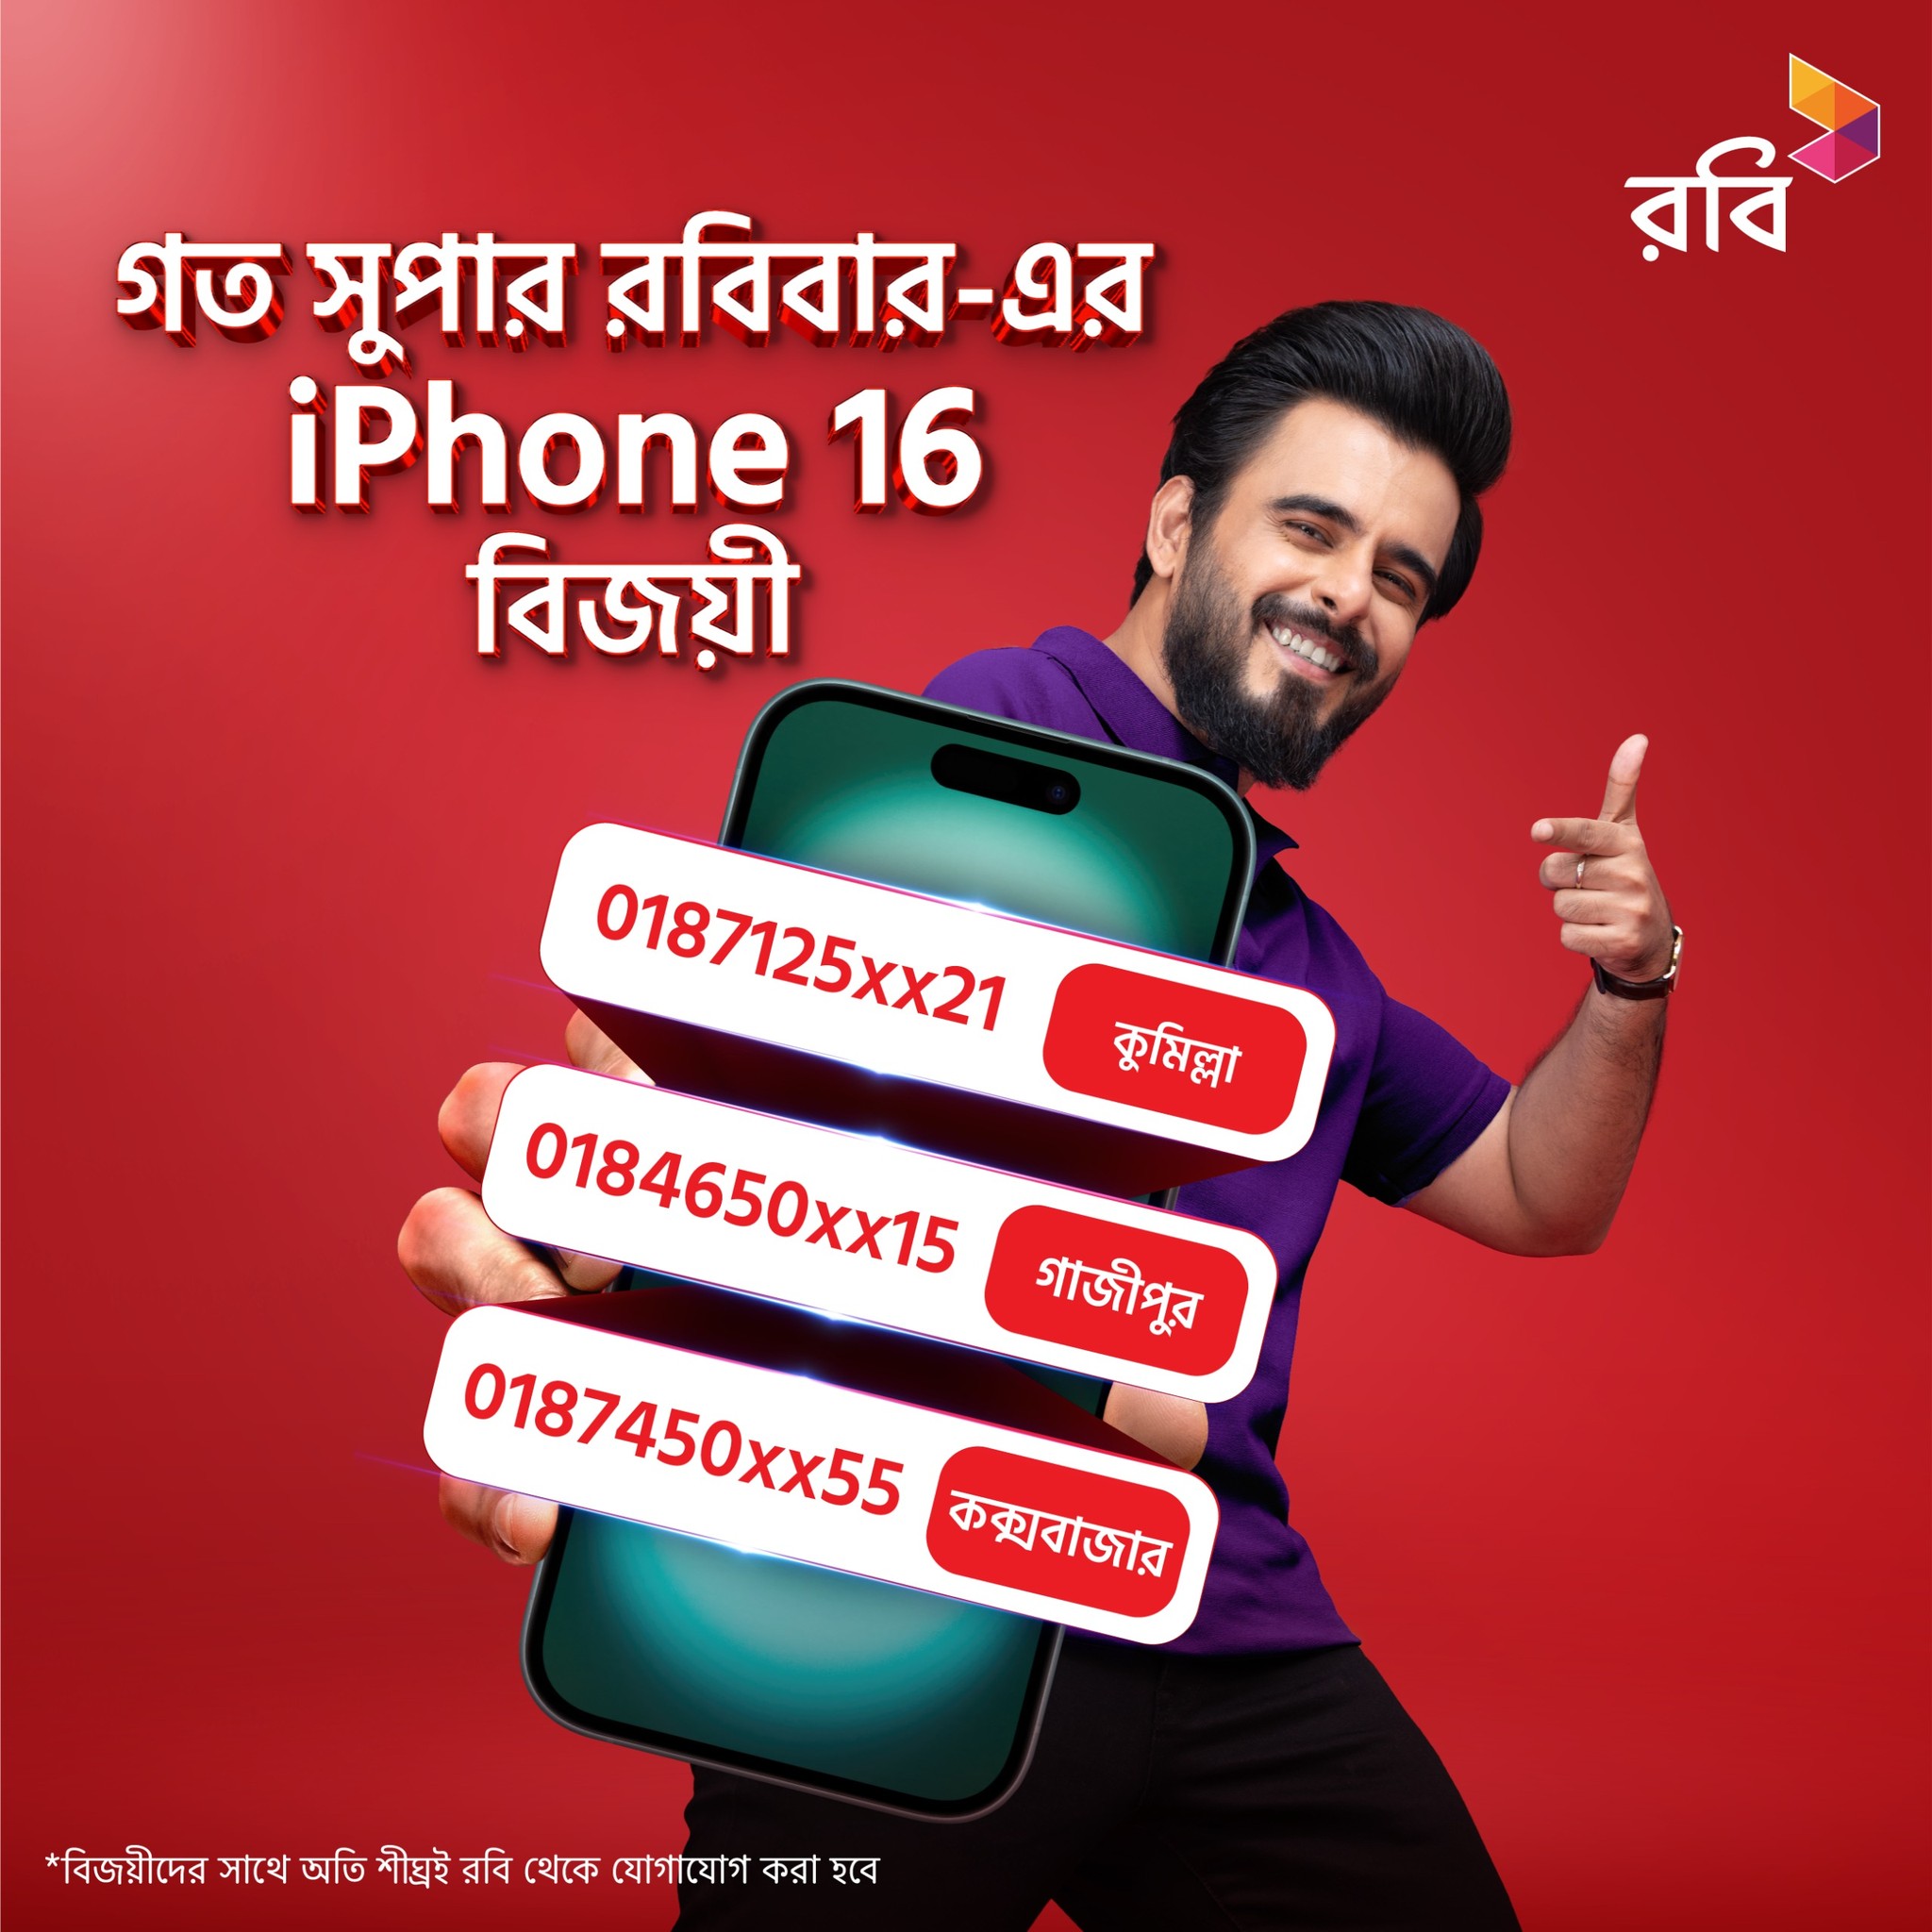 রবি
গত সুপার রবিবার-এর
iPhone 16
বিজয়ী
0187125xx21
কুমিল্লা
0184650xx15
গাজীপুর
0187450xx55
কক্সবাজার
*বিজয়ীদের সাথে অতি শীঘ্রই রবি থেকে যোগাযোগ করা হবে